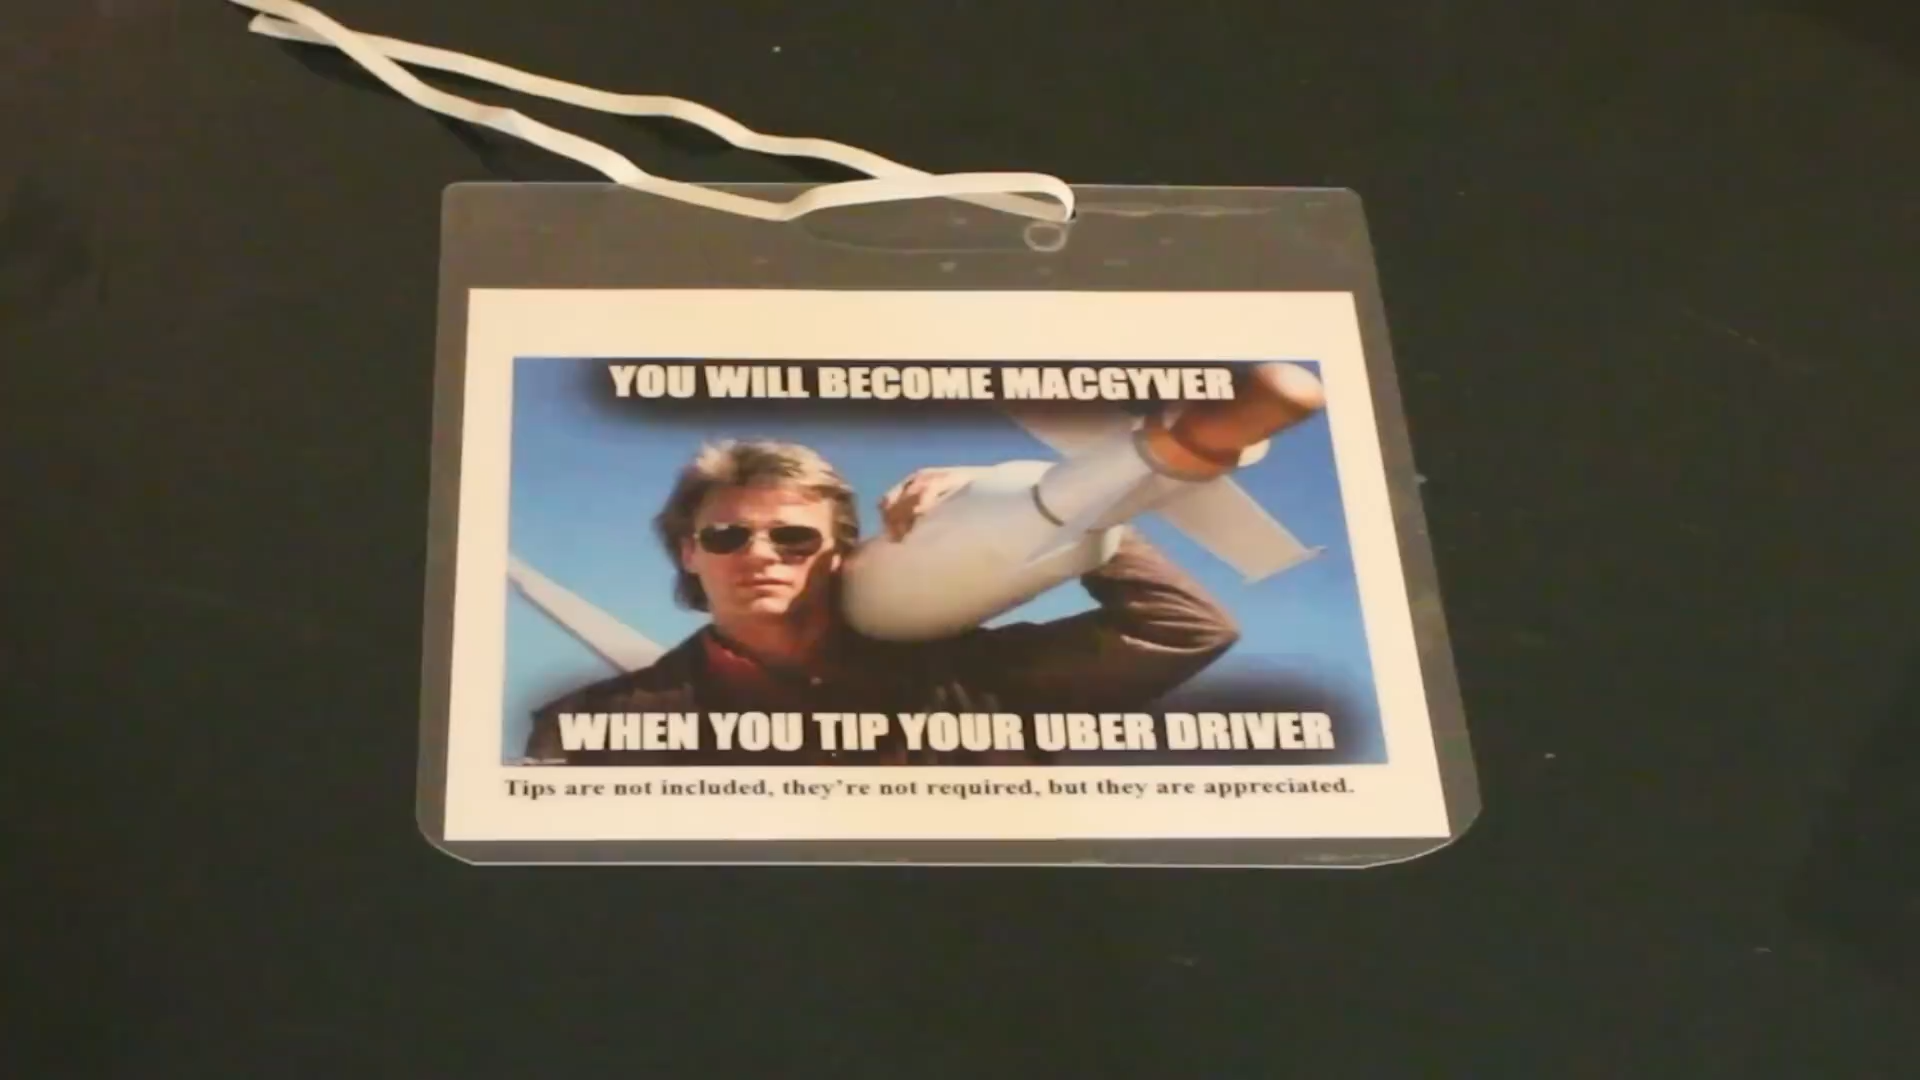 YOU WILL BECOME MACGYVER
WHEN YOU TIP YOUR UBER DRIVER
Tips are not included, they're not required, but they are appreciated.